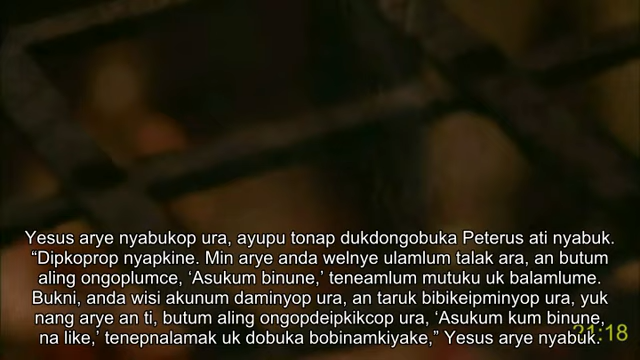 Yesus arye nyabukop ura, ayupu tonap dukdongobuka Peterus ati nyabuk.
“Dipkoprop nyapkine. Min arye anda welnye ulamlum talak ara, an butum
aling ongoplumce, ‘Asukum binune,’ teneamlum mutuku uk balamlume.
Bukni, anda wisi akunum daminyop ura, an taruk bibikeipminyop ura, yuk
nang arye an ti, butum aling ongopdeipkikcop ura, ‘Asukum kum binune,
na like,’ tenepnalamak uk dobuka bobinamkiyake,” Yesus arye nyabuk.
21:18